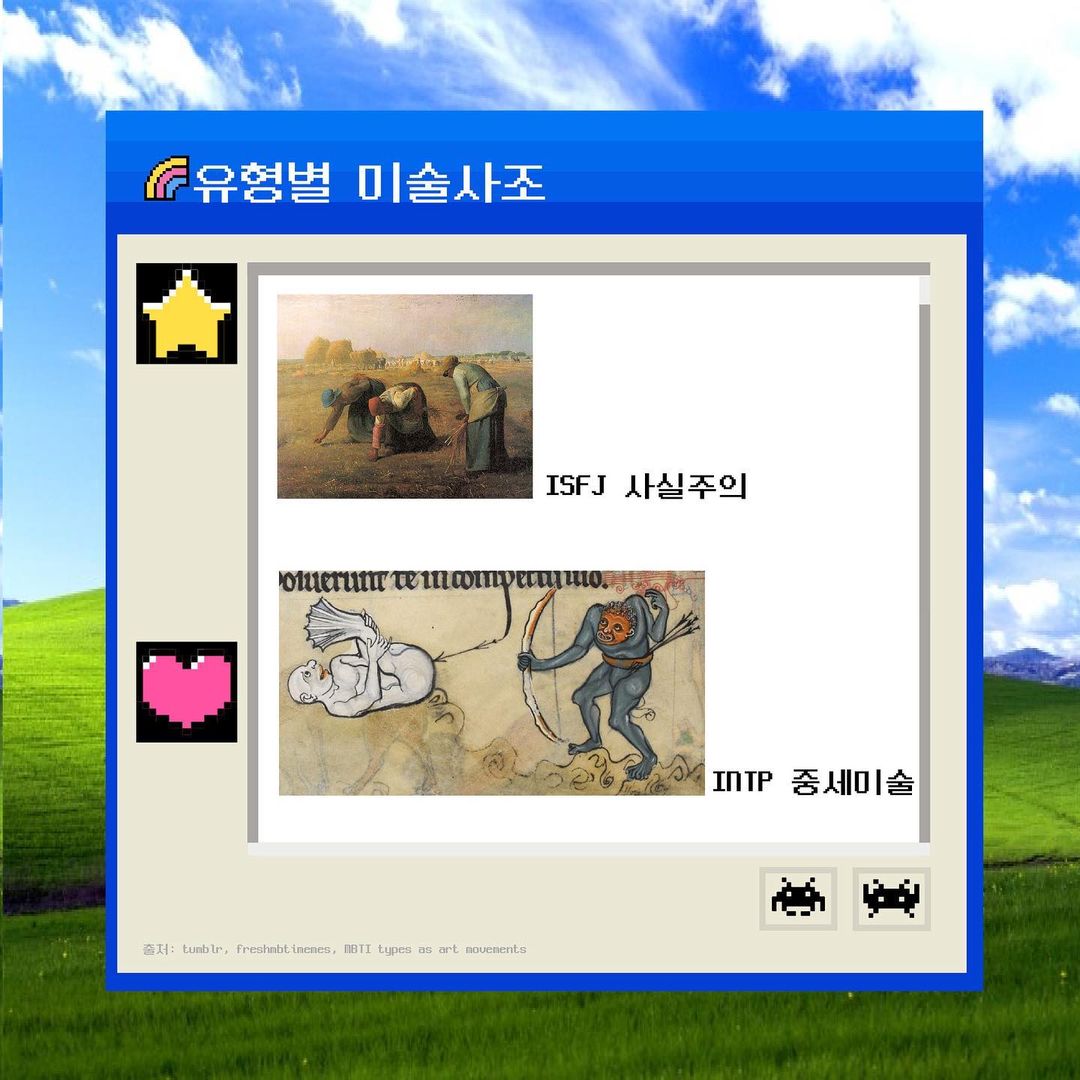 유형별 미술사조
ISFJ 사실주의
INTP 중세미술
출처: tumblr, freshmbtimemes, MBTI types as art movements